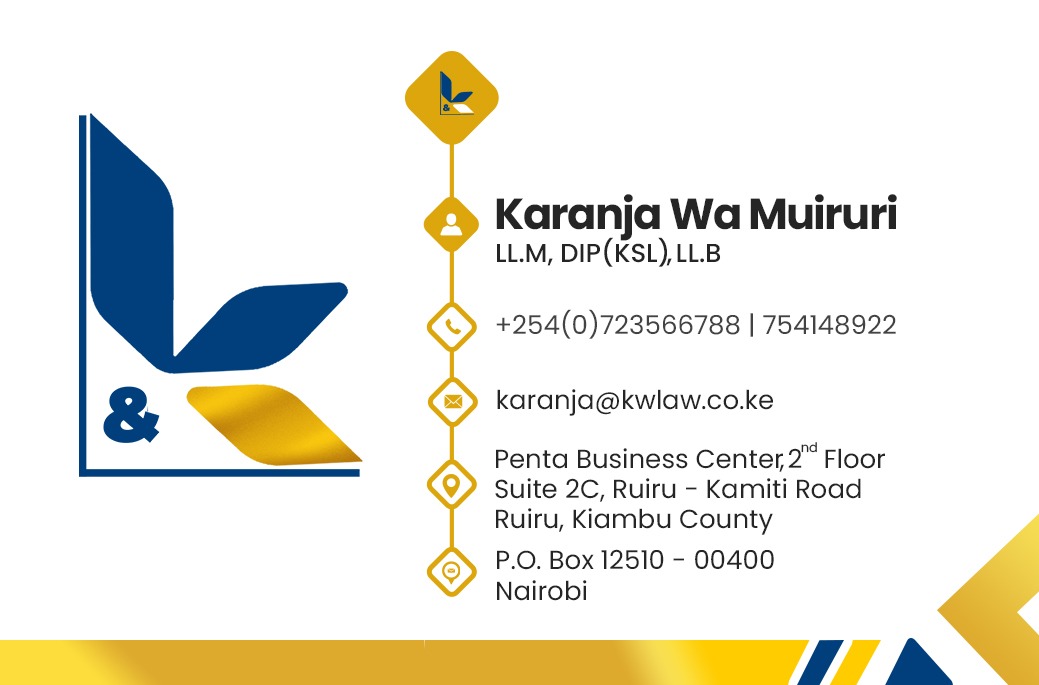 &
&
Karanja Wa Muiruri
LL.M, DIP(KSL), LL.B
+254(0)723566788 | 754148922
karanja@kwlaw.co.ke
Penta Business Center, 2nd Floor
Suite 2C, Ruiru - Kamiti Road
Ruiru, Kiambu County
P.O. Box 12510 - 00400
Nairobi